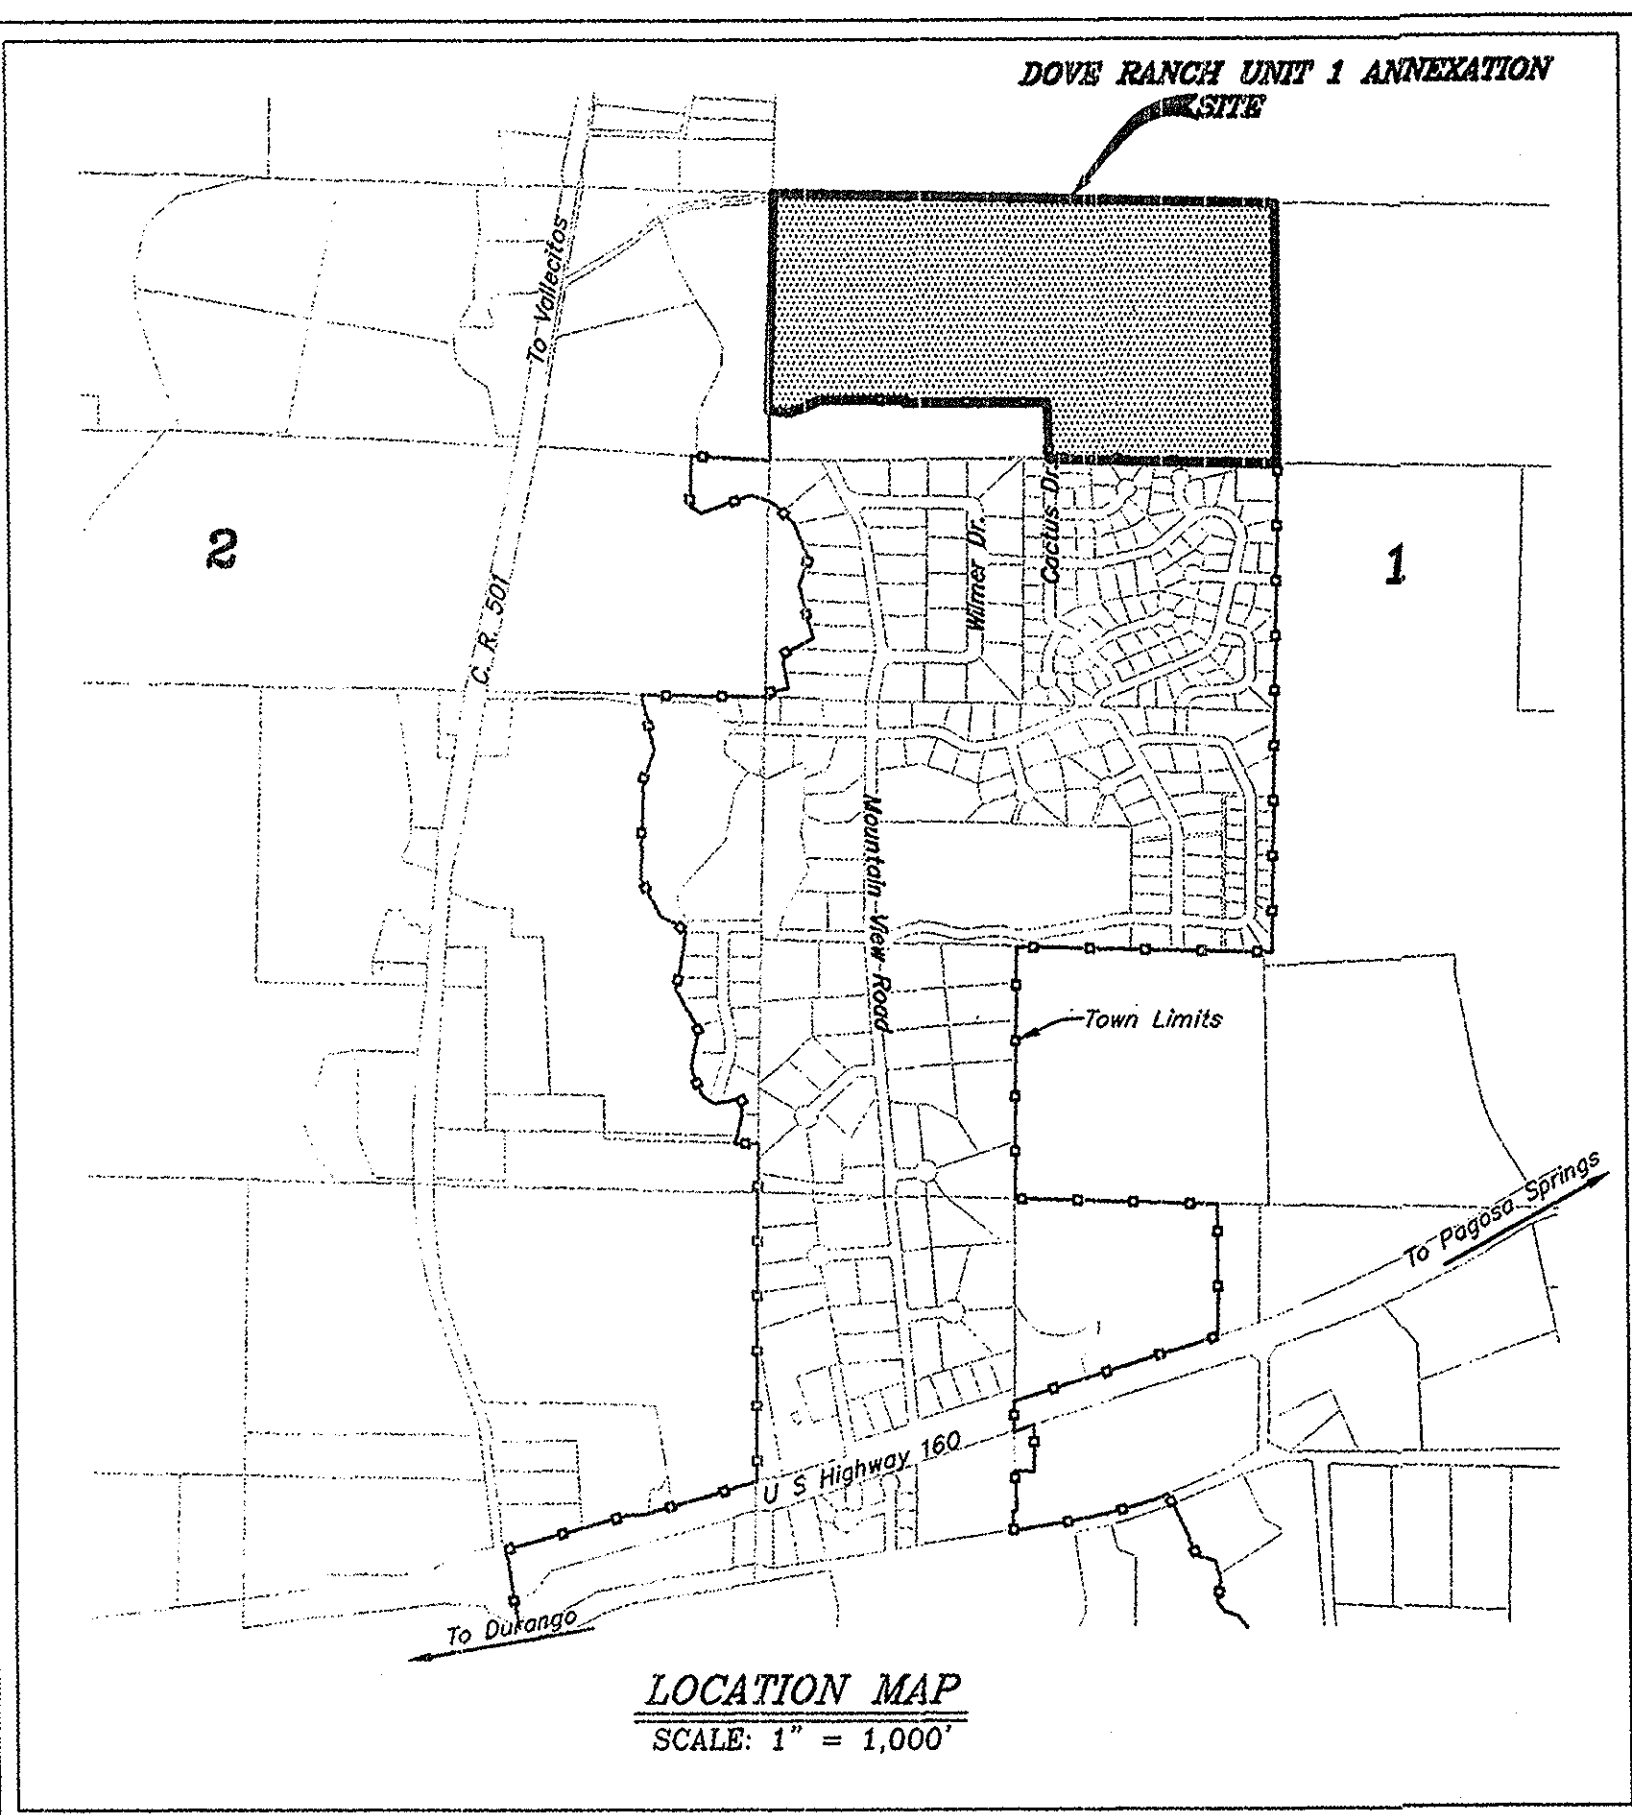 DOVE RANCH UNIT 1 ANNEXATION
SITE
To Vallecitos
2
C. R. 501
Wilmer Dr.
Cactus Dr.
1
Mountain View Road
Town Limits
To Pagosa Springs
U S Highway 160
To Durango
LOCATION MAP
SCALE: 1" = 1,000'